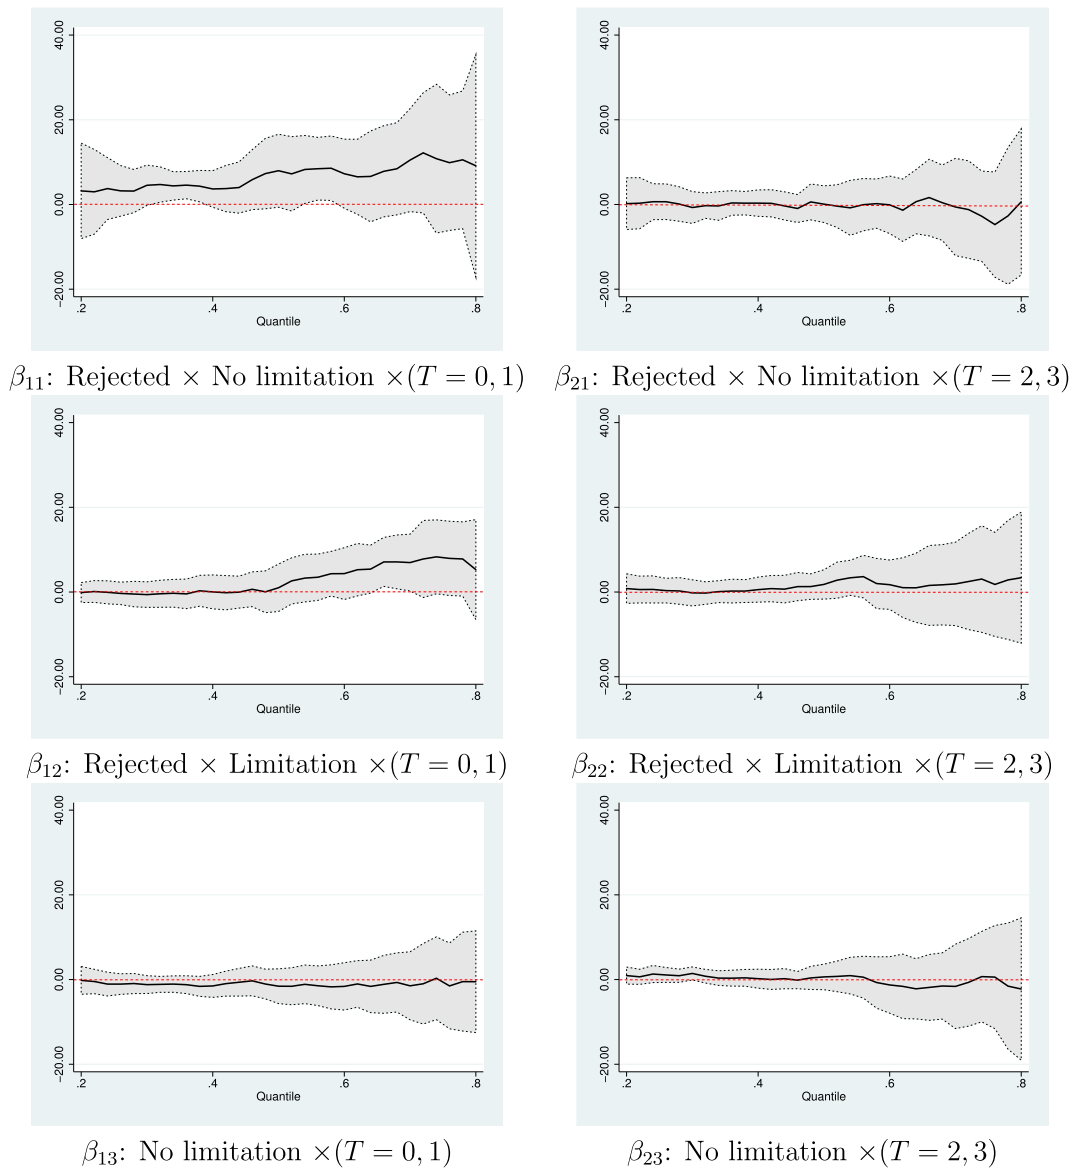 40.00
20.00
0.00
−20.00
.2 .4 .6 .8
Quantile
β₁₁: Rejected × No limitation ×(T = 0, 1)
40.00
20.00
0.00
−20.00
.2 .4 .6 .8
Quantile
β₂₁: Rejected × No limitation ×(T = 2, 3)
40.00
20.00
0.00
−20.00
.2 .4 .6 .8
Quantile
β₁₂: Rejected × Limitation ×(T = 0, 1)
40.00
20.00
0.00
−20.00
.2 .4 .6 .8
Quantile
β₂₂: Rejected × Limitation ×(T = 2, 3)
40.00
20.00
0.00
−20.00
.2 .4 .6 .8
Quantile
β₁₃: No limitation ×(T = 0, 1)
40.00
20.00
0.00
−20.00
.2 .4 .6 .8
Quantile
β₂₃: No limitation ×(T = 2, 3)